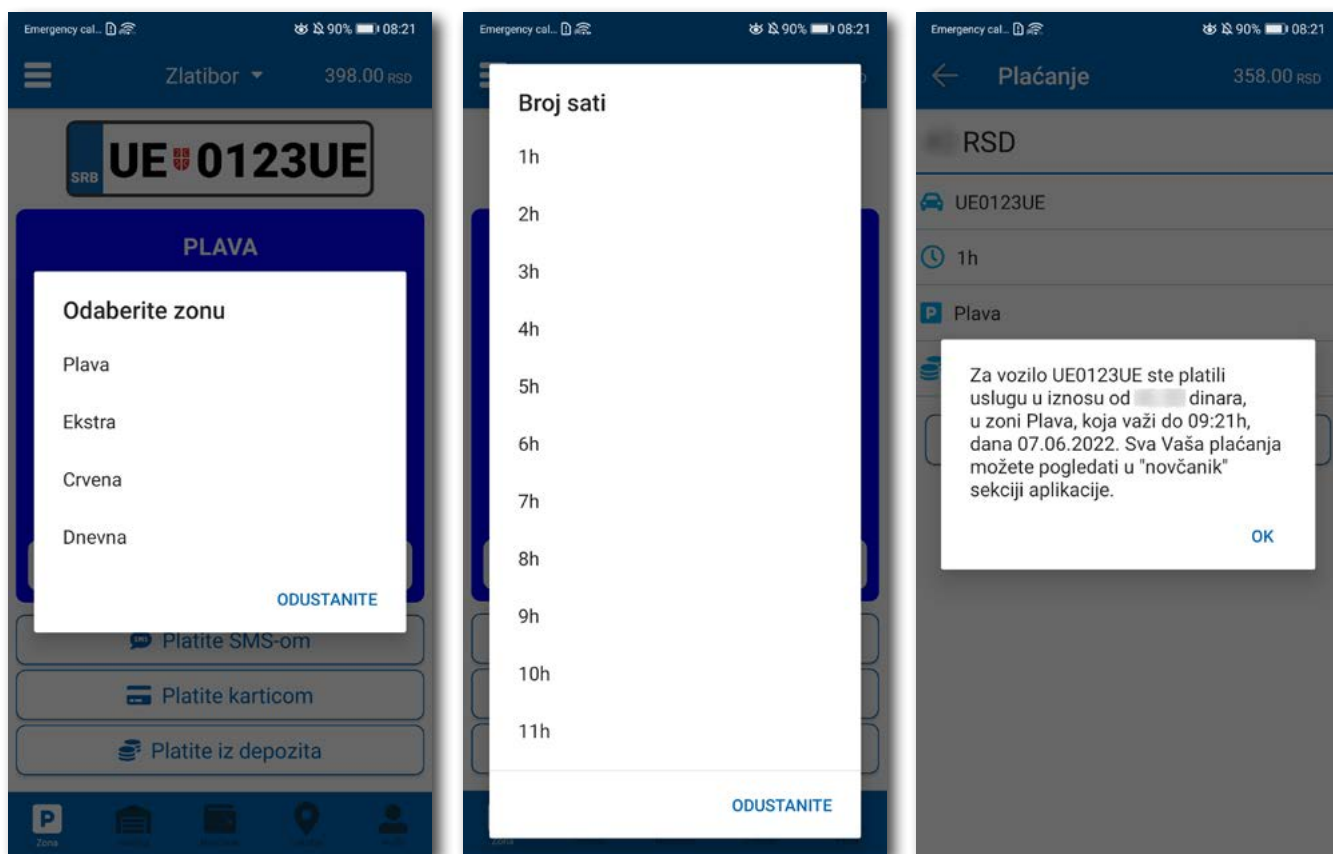 Emergency cal... 90% 08:21
Zlatibor 398.00 RSD
SRB UE 0123UE
PLAVA
Odaberite zonu
Plava
Ekstra
Crvena
Dnevna
ODUSTANITE
SMS Platite SMS-om
Platite karticom
Platite iz depozita
P
Zona
Emergency cal... 90% 08:21
Broj sati
1h
2h
3h
4h
5h
6h
7h
8h
9h
10h
11h
ODUSTANITE
Zona
Emergency cal... 90% 08:21
Plaćanje 358.00 RSD
RSD
UE0123UE
1h
P Plava
Za vozilo UE0123UE ste platili
uslugu u iznosu od dinara,
u zoni Plava, koja važi do 09:21h,
dana 07.06.2022. Sva Vaša plaćanja
možete pogledati u "novčanik"
sekciji aplikacije.
OK